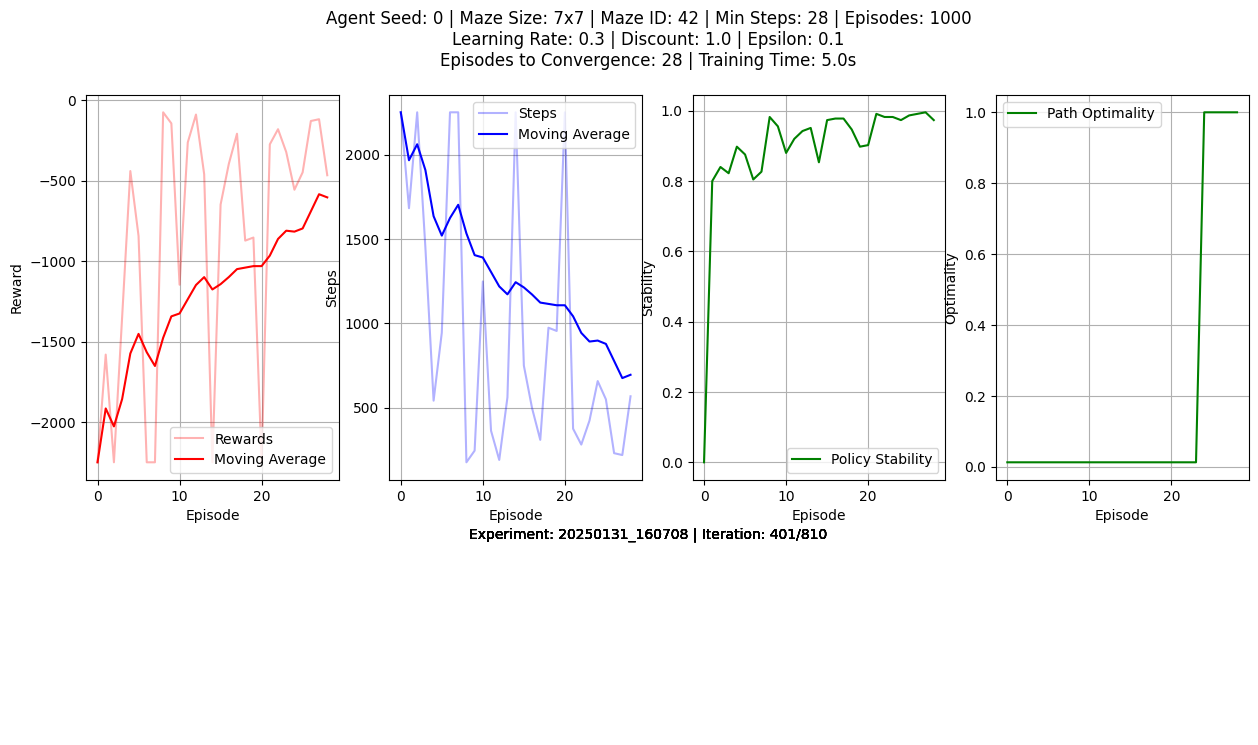 Agent Seed: 0 | Maze Size: 7x7 | Maze ID: 42 | Min Steps: 28 | Episodes: 1000
Learning Rate: 0.3 | Discount: 1.0 | Epsilon: 0.1
Episodes to Convergence: 28 | Training Time: 5.0s
Reward
0
−500
−1000
−1500
−2000
0
10
20
Episode
Rewards
Moving Average
Steps
2000
1500
1000
500
0
10
20
Episode
Steps
Moving Average
Stability
1.0
0.8
0.6
0.4
0.2
0.0
0
10
20
Episode
Policy Stability
Optimality
1.0
0.8
0.6
0.4
0.2
0.0
0
10
20
Episode
Path Optimality
Experiment: 20250131_160708 | Iteration: 401/810